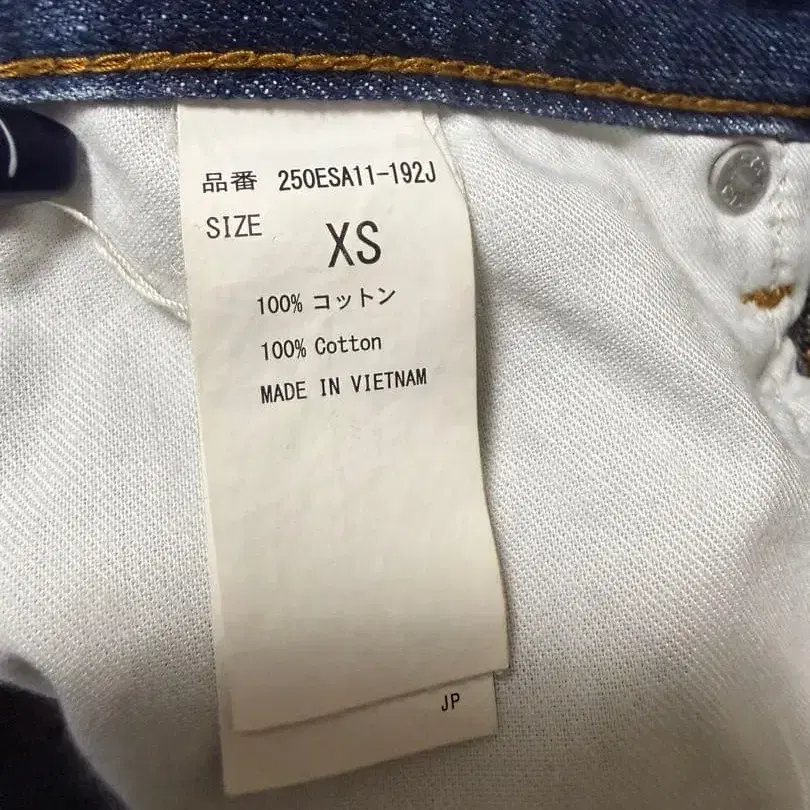 品番 250ESA11-192J
SIZE
XS
100% コットン
100% Cotton
MADE IN VIETNAM
JP